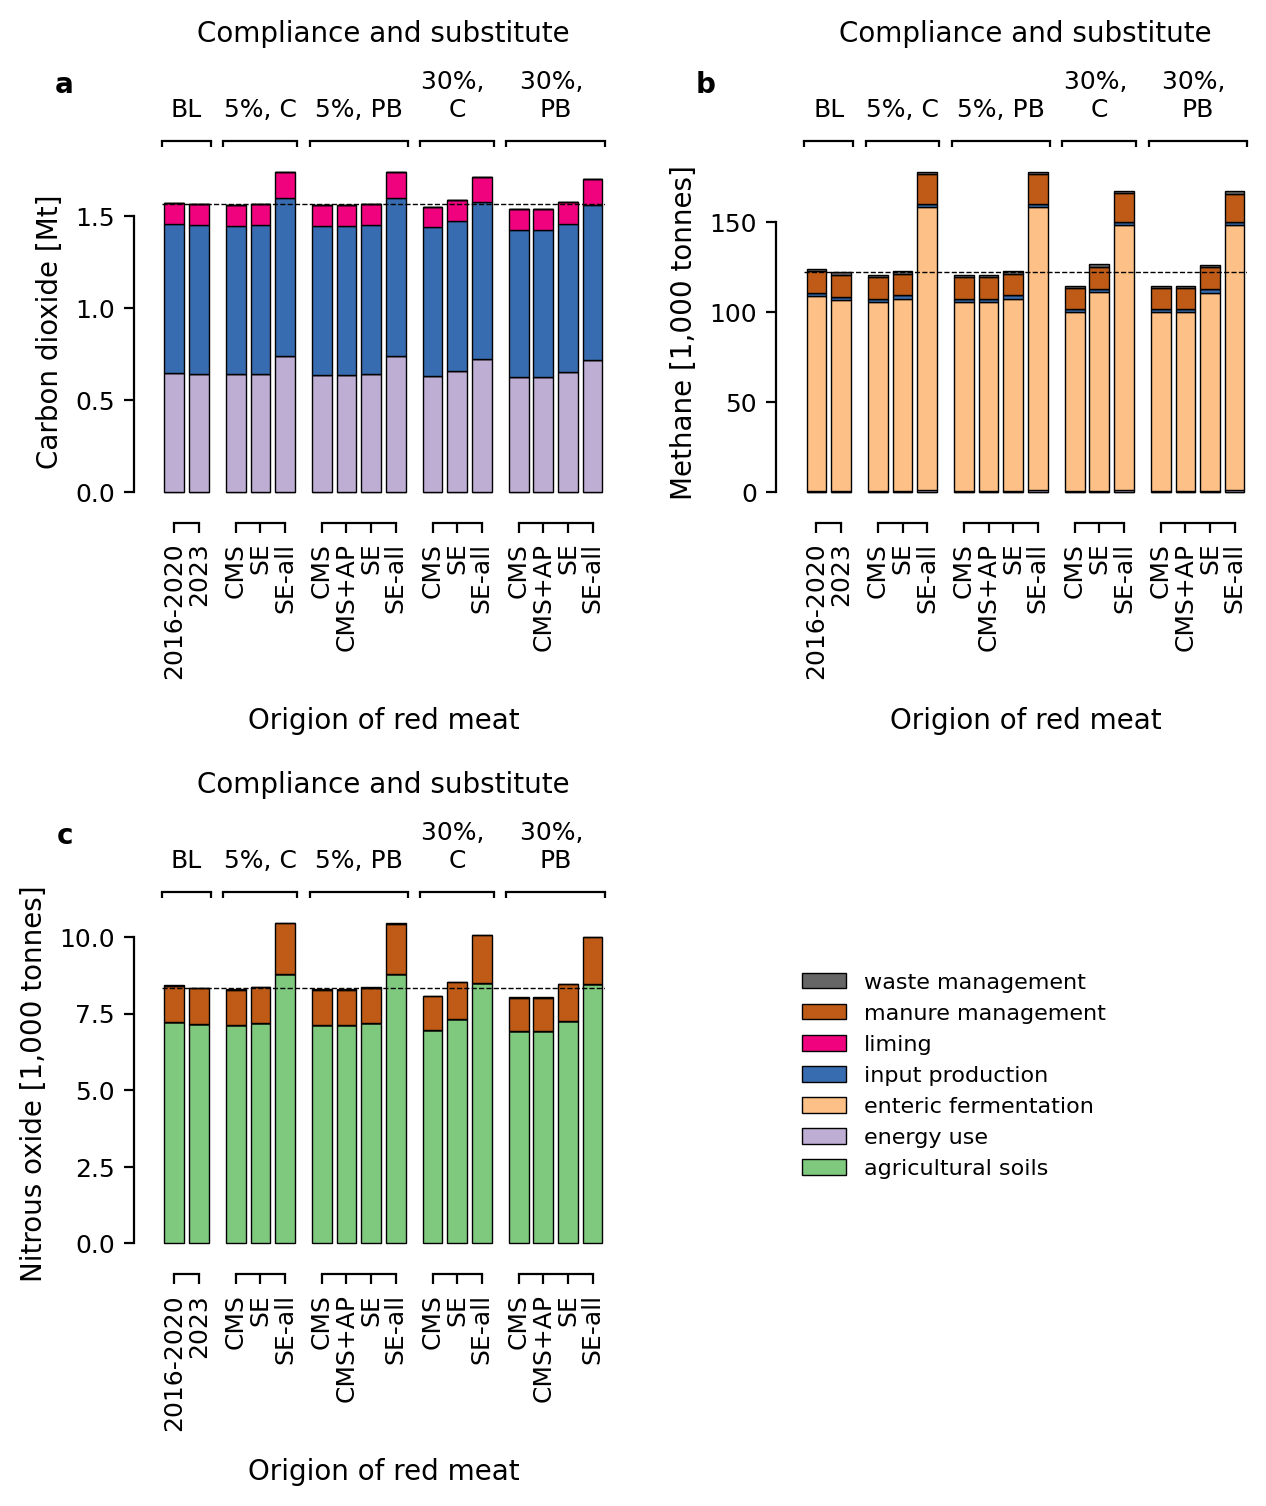 Compliance and substitute
a
BL
5%, C
5%, PB
30%,
C
30%,
PB
Carbon dioxide [Mt]
1.5
1.0
0.5
0.0
2016-2020
2023
CMS
SE
SE-all
CMS
CMS+AP
SE
SE-all
CMS
SE
SE-all
CMS
CMS+AP
SE
SE-all
Origion of red meat
Compliance and substitute
b
BL
5%, C
5%, PB
30%,
C
30%,
PB
Methane [1,000 tonnes]
150
100
50
0
2016-2020
2023
CMS
SE
SE-all
CMS
CMS+AP
SE
SE-all
CMS
SE
SE-all
CMS
CMS+AP
SE
SE-all
Origion of red meat
Compliance and substitute
c
BL
5%, C
5%, PB
30%,
C
30%,
PB
Nitrous oxide [1,000 tonnes]
10.0
7.5
5.0
2.5
0.0
2016-2020
2023
CMS
SE
SE-all
CMS
CMS+AP
SE
SE-all
CMS
SE
SE-all
CMS
CMS+AP
SE
SE-all
Origion of red meat
waste management
manure management
liming
input production
enteric fermentation
energy use
agricultural soils